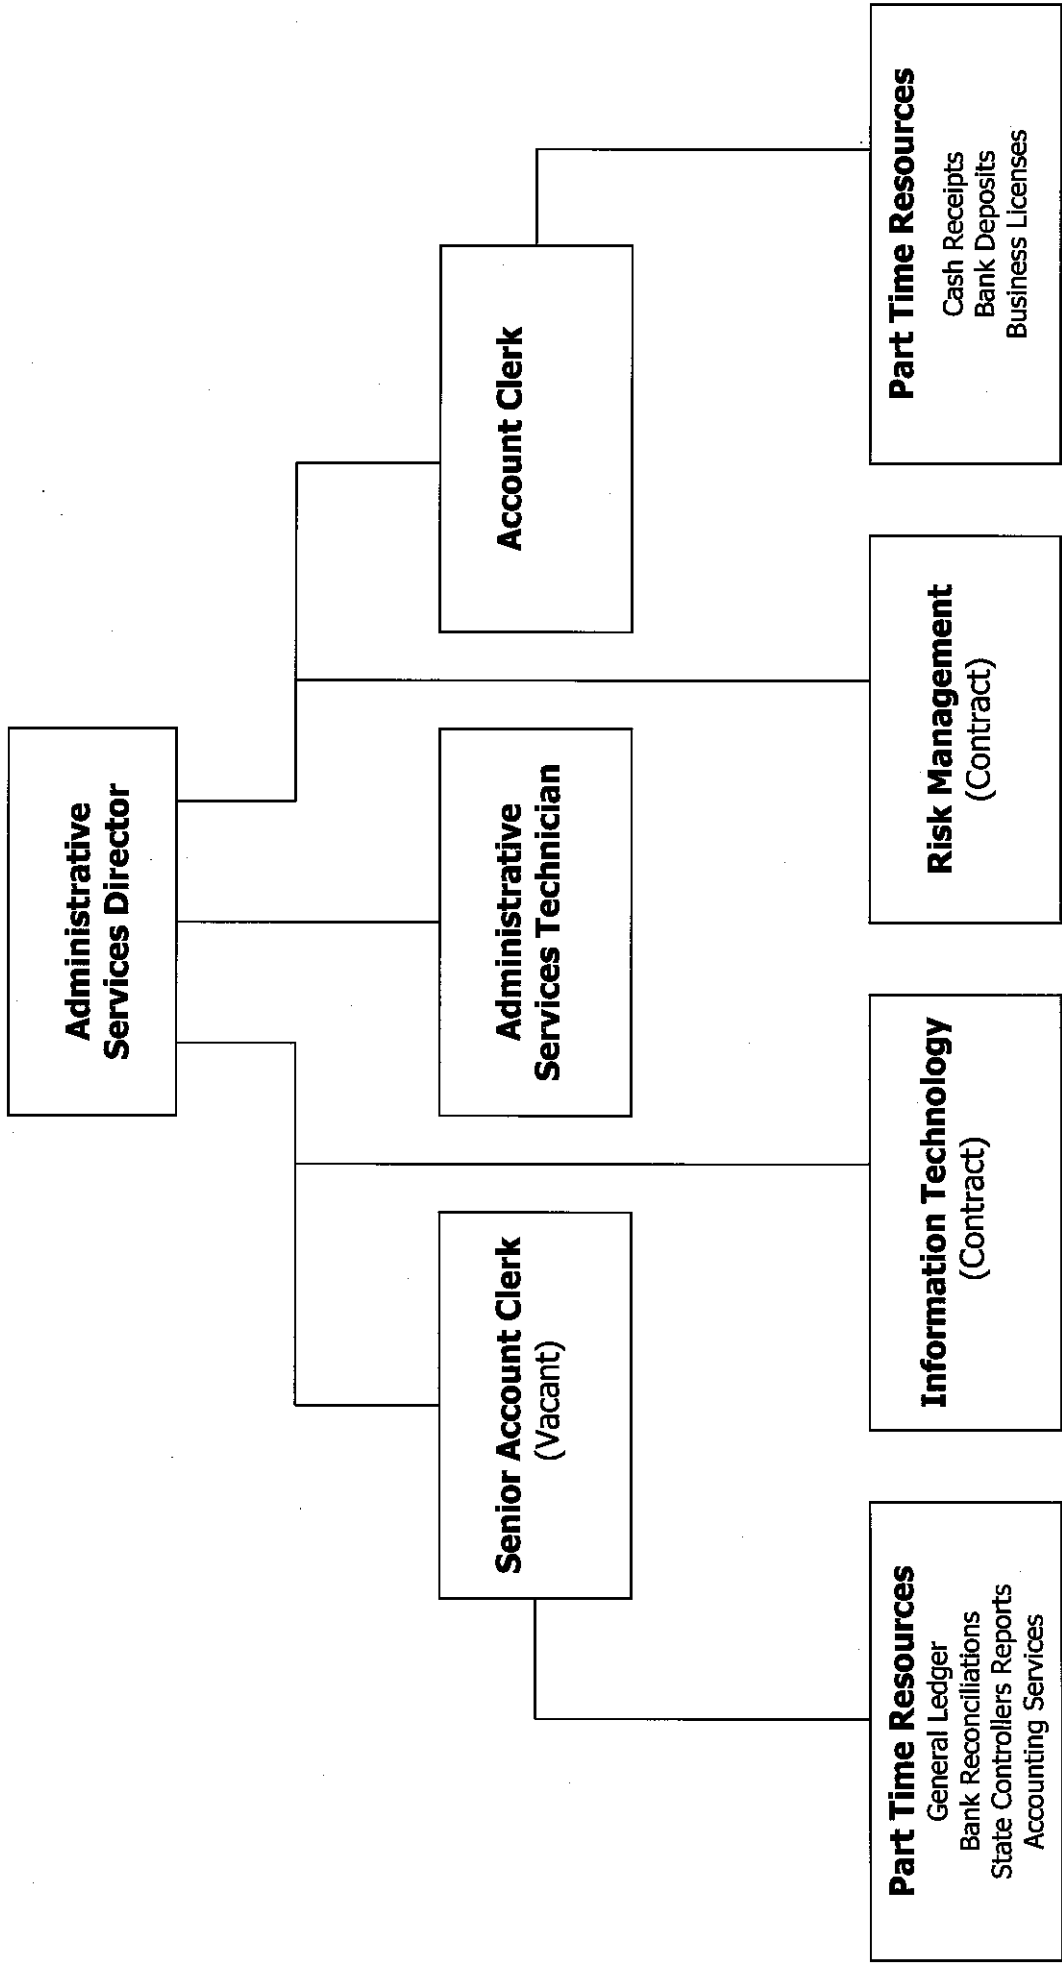 Administrative
Services Director
Senior Account Clerk
(Vacant)
Administrative
Services Technician
Account Clerk
Part Time Resources
General Ledger
Bank Reconciliations
State Controllers Reports
Accounting Services
Information Technology
(Contract)
Risk Management
(Contract)
Part Time Resources
Cash Receipts
Bank Deposits
Business Licenses